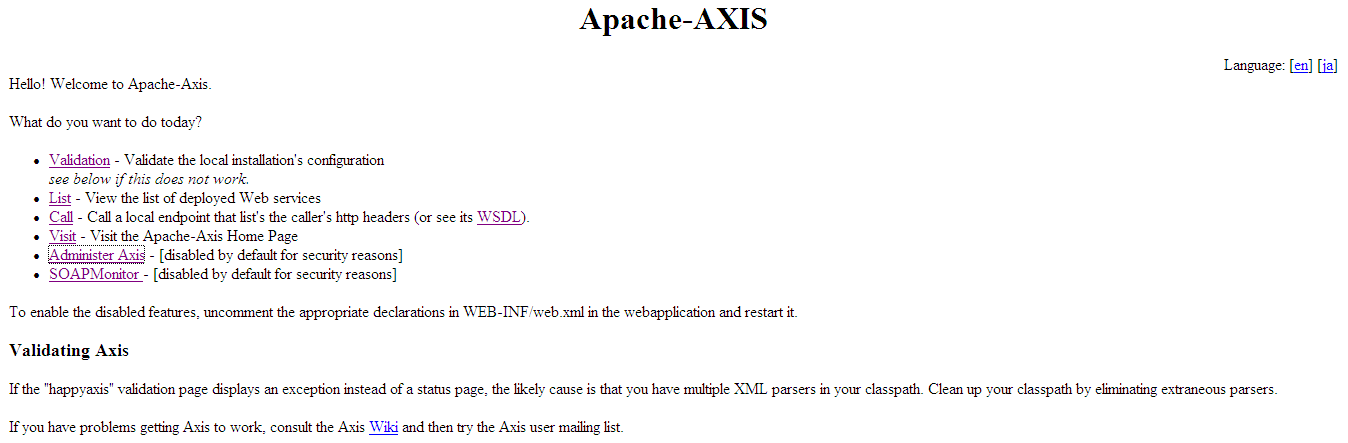 Apache-AXIS
Language: [en] [ja]
Hello! Welcome to Apache-Axis.
What do you want to do today?
• Validation - Validate the local installation's configuration
see below if this does not work.
• List - View the list of deployed Web services
• Call - Call a local endpoint that list's the caller's http headers (or see its WSDL).
• Visit - Visit the Apache-Axis Home Page
• Administer Axis - [disabled by default for security reasons]
• SOAPMonitor - [disabled by default for security reasons]
To enable the disabled features, uncomment the appropriate declarations in WEB-INF/web.xml in the webapplication and restart it.
Validating Axis
If the "happyaxis" validation page displays an exception instead of a status page, the likely cause is that you have multiple XML parsers in your classpath. Clean up your classpath by eliminating extraneous parsers.
If you have problems getting Axis to work, consult the Axis Wiki and then try the Axis user mailing list.